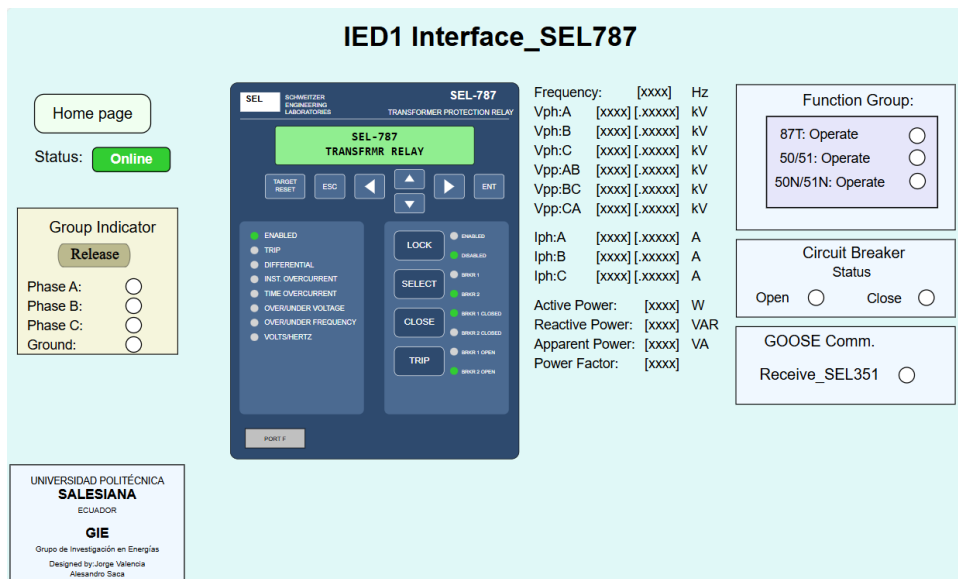 IED1 Interface_SEL787
Home page
Status: Online
Group Indicator
Release
Phase A:
Phase B:
Phase C:
Ground:
SEL
SCHWEITZER
ENGINEERING
LABORATORIES
SEL-787
TRANSFORMER PROTECTION RELAY
SEL-787
TRANSFRMR RELAY
TARGET
RESET
ESC
ENT
ENABLED
TRIP
DIFFERENTIAL
INST. OVERCURRENT
TIME OVERCURRENT
OVER/UNDER VOLTAGE
OVER/UNDER FREQUENCY
VOLTS/HERTZ
LOCK
ENABLED
DISABLED
SELECT
BRKR 1
BRKR 2
CLOSE
BRKR 1 CLOSED
BRKR 2 CLOSED
TRIP
BRKR 1 OPEN
BRKR 2 OPEN
PORT F
Frequency: [xxxx] Hz
Vph:A [xxxx] [.xxxxx] kV
Vph:B [xxxx] [.xxxxx] kV
Vph:C [xxxx] [.xxxxx] kV
Vpp:AB [xxxx] [.xxxxx] kV
Vpp:BC [xxxx] [.xxxxx] kV
Vpp:CA [xxxx] [.xxxxx] kV
Iph:A [xxxx] [.xxxxx] A
Iph:B [xxxx] [.xxxxx] A
Iph:C [xxxx] [.xxxxx] A
Active Power: [xxxx] W
Reactive Power: [xxxx] VAR
Apparent Power: [xxxx] VA
Power Factor: [xxxx]
Function Group:
87T: Operate
50/51: Operate
50N/51N: Operate
Circuit Breaker
Status
Open Close
GOOSE Comm.
Receive_SEL351
UNIVERSIDAD POLITÉCNICA
SALESIANA
ECUADOR
GIE
Grupo de Investigación en Energías
Designed by:Jorge Valencia
Alesandro Saca